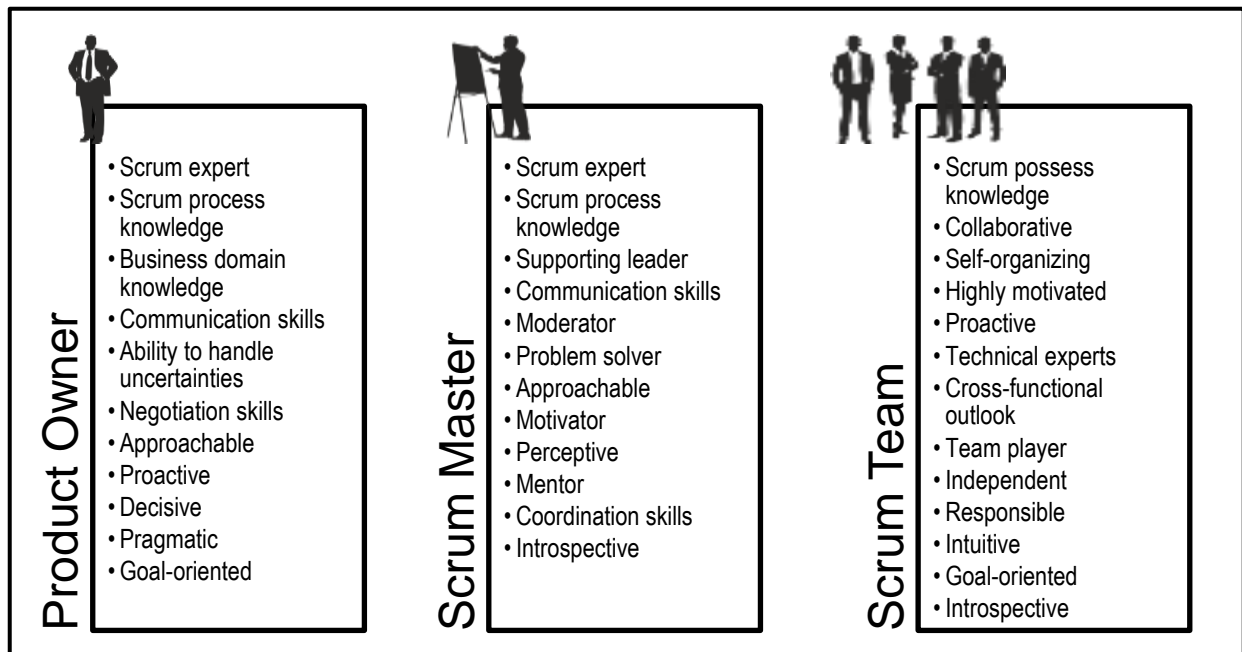 Product Owner
• Scrum expert
• Scrum process
knowledge
• Business domain
knowledge
• Communication skills
• Ability to handle
uncertainties
• Negotiation skills
• Approachable
• Proactive
• Decisive
• Pragmatic
• Goal-oriented
Scrum Master
• Scrum expert
• Scrum process
knowledge
• Supporting leader
• Communication skills
• Moderator
• Problem solver
• Approachable
• Motivator
• Perceptive
• Mentor
• Coordination skills
• Introspective
Scrum Team
• Scrum possess
knowledge
• Collaborative
• Self-organizing
• Highly motivated
• Proactive
• Technical experts
• Cross-functional
outlook
• Team player
• Independent
• Responsible
• Intuitive
• Goal-oriented
• Introspective